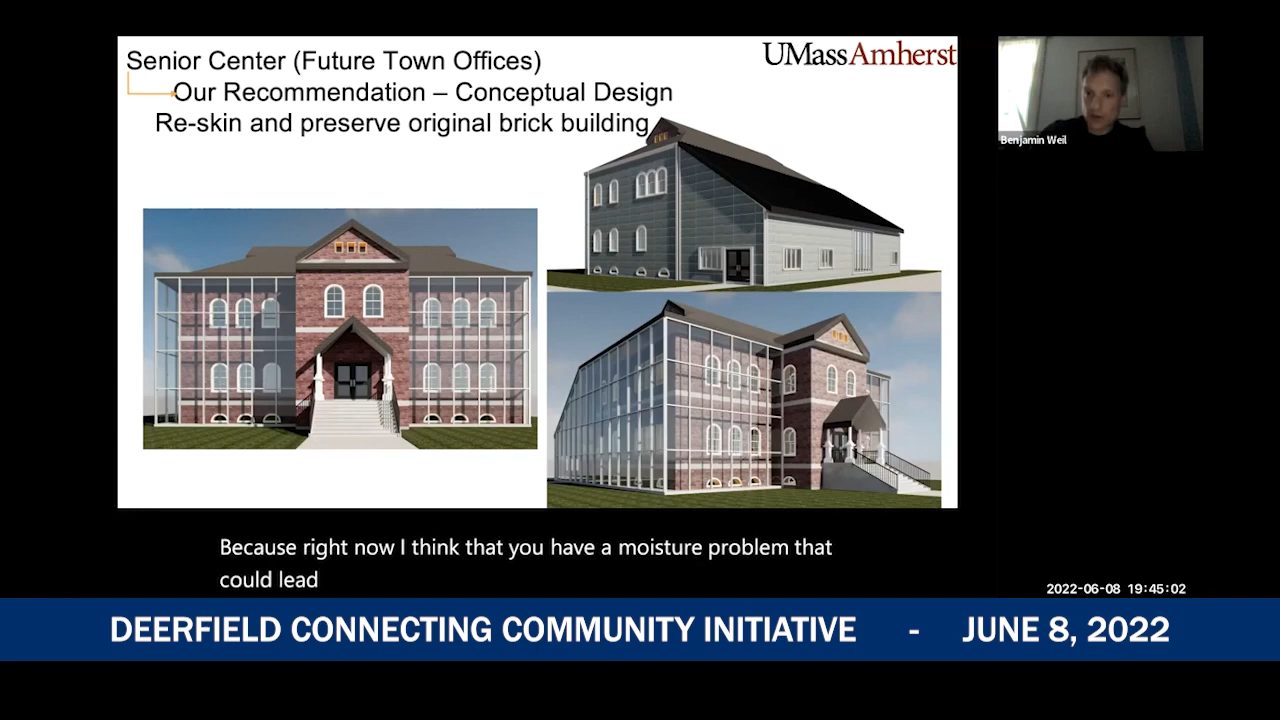 Senior Center (Future Town Offices)
UMassAmherst
Our Recommendation – Conceptual Design
Re-skin and preserve original brick building
Benjamin Weil
Because right now I think that you have a moisture problem that
could lead
2022-06-08 19:45:02
DEERFIELD CONNECTING COMMUNITY INITIATIVE - JUNE 8, 2022